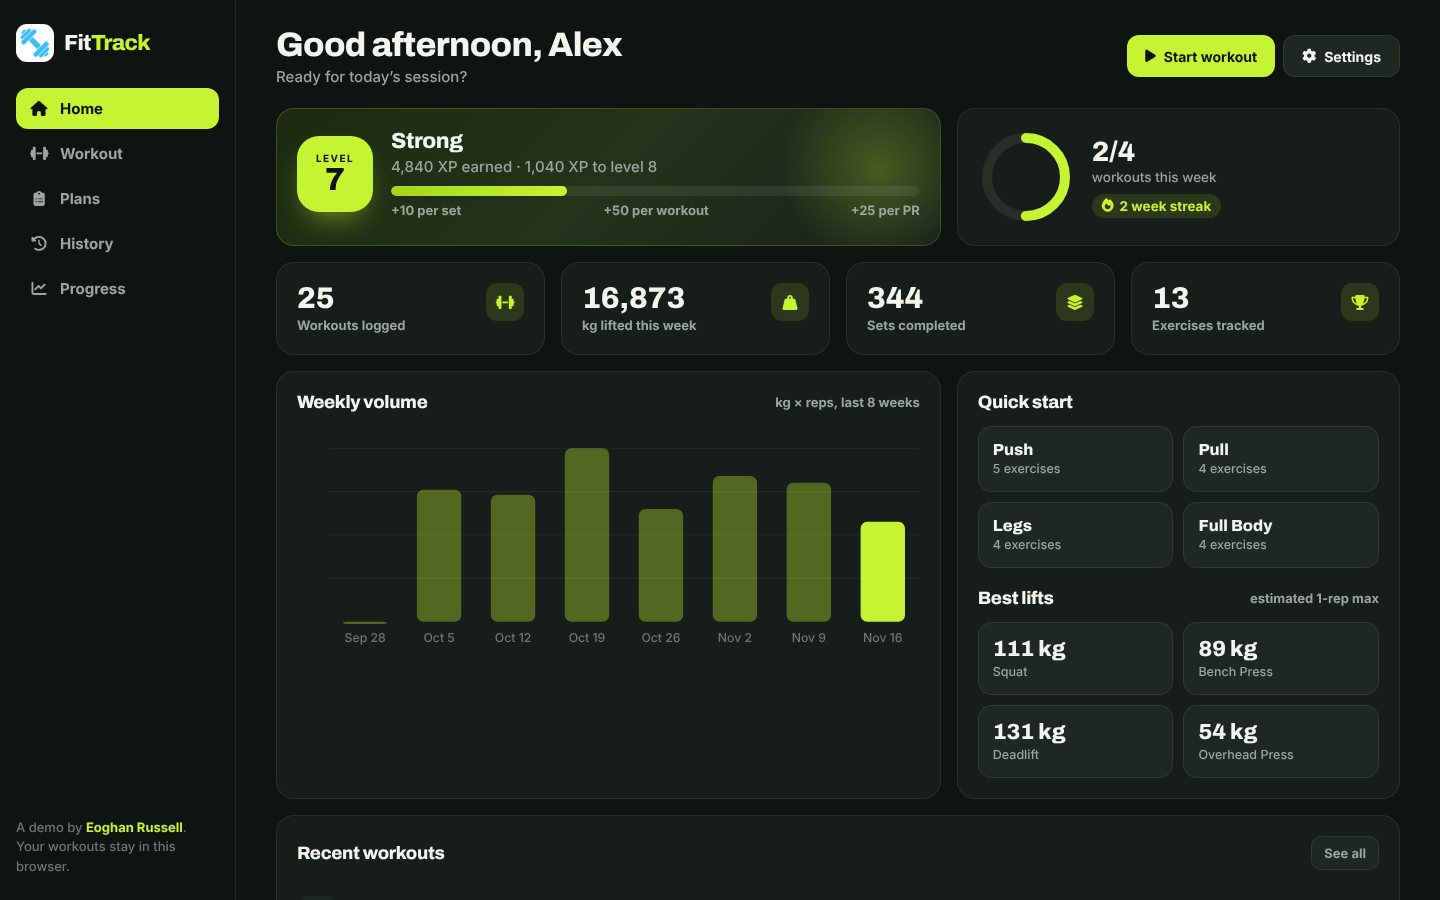 FitTrack
Home
Workout
Plans
History
Progress
A demo by Eoghan Russell.
Your workouts stay in this
browser.
Good afternoon, Alex
Ready for today’s session?
Start workout
Settings
LEVEL
7
Strong
4,840 XP earned · 1,040 XP to level 8
+10 per set
+50 per workout
+25 per PR
2/4
workouts this week
2 week streak
25
Workouts logged
16,873
kg lifted this week
344
Sets completed
13
Exercises tracked
Weekly volume
kg × reps, last 8 weeks
Sep 28
Oct 5
Oct 12
Oct 19
Oct 26
Nov 2
Nov 9
Nov 16
Quick start
Push
5 exercises
Pull
4 exercises
Legs
4 exercises
Full Body
4 exercises
Best lifts
estimated 1-rep max
111 kg
Squat
89 kg
Bench Press
131 kg
Deadlift
54 kg
Overhead Press
Recent workouts
See all